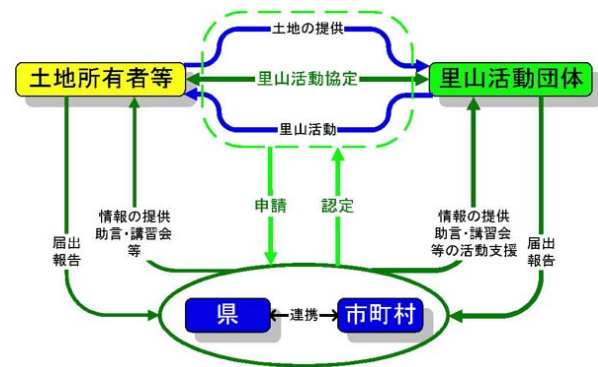 土地の提供
土地所有者等
里山活動協定
里山活動団体
里山活動
申請
認定
届出
報告
情報の提供
助言・講習会
等
情報の提供
助言・講習会
等の活動支援
届出
報告
県
連携
市町村